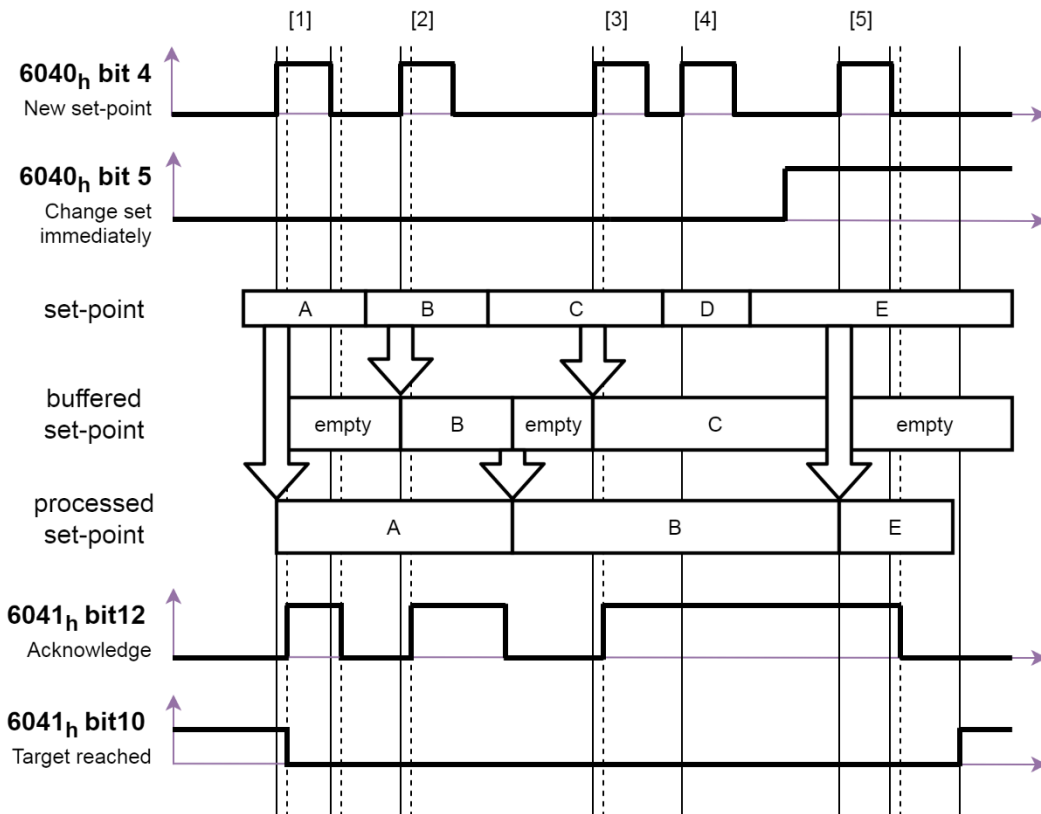 [1] [2] [3] [4] [5]
6040h bit 4
New set-point
6040h bit 5
Change set
immediately
set-point
A B C D E
buffered
set-point
empty B empty C empty
processed
set-point
A B E
6041h bit12
Acknowledge
6041h bit10
Target reached